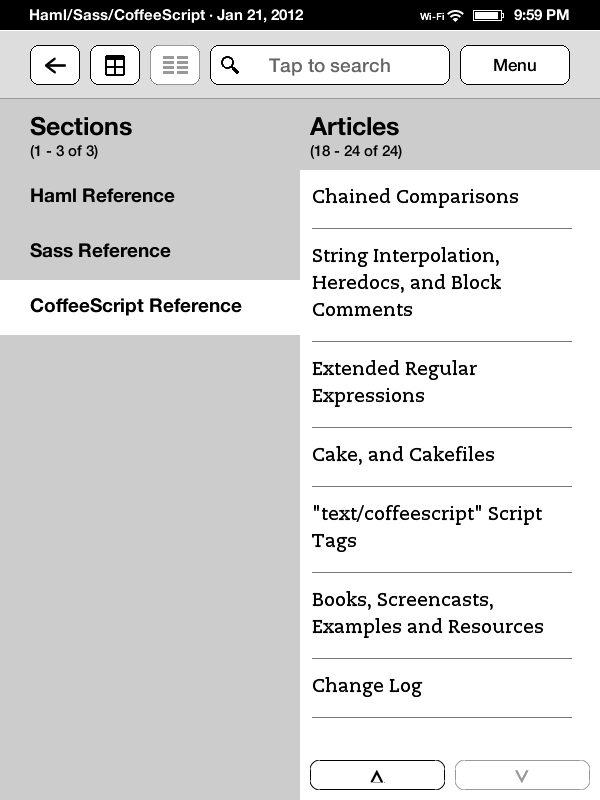 Haml/Sass/CoffeeScript · Jan 21, 2012
Wi-Fi 9:59 PM
Tap to search
Menu
Sections
(1 - 3 of 3)
Haml Reference
Sass Reference
CoffeeScript Reference
Articles
(18 - 24 of 24)
Chained Comparisons
String Interpolation,
Heredocs, and Block
Comments
Extended Regular
Expressions
Cake, and Cakefiles
"text/coffeescript" Script
Tags
Books, Screencasts,
Examples and Resources
Change Log